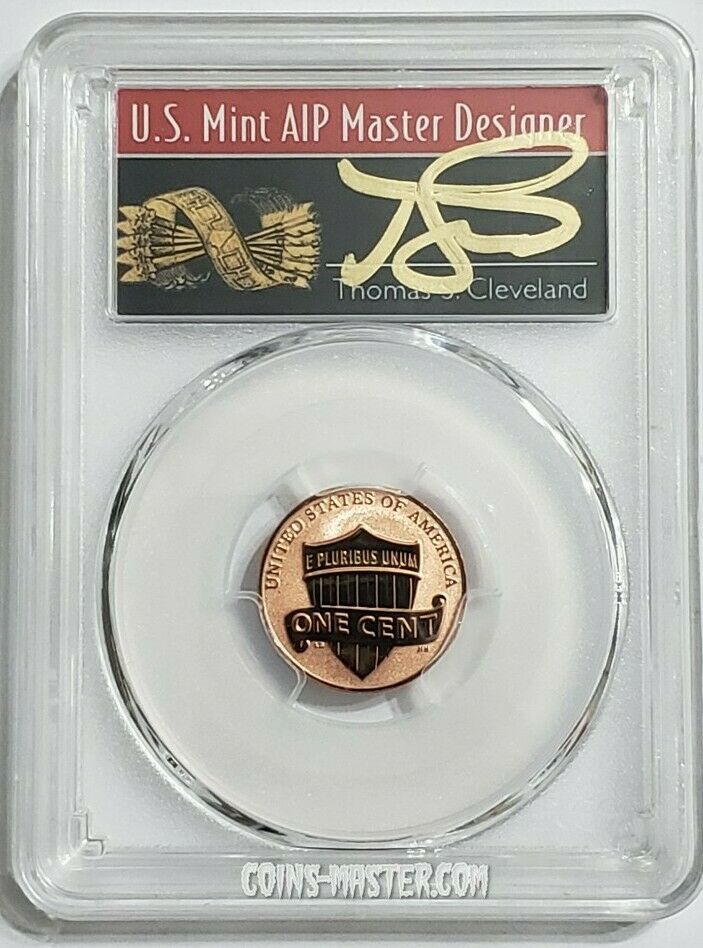 U.S. Mint AIP Master Designer
Thomas S. Cleveland
UNITED STATES OF AMERICA
E PLURIBUS UNUM
ONE CENT
COINS-MASTER.COM